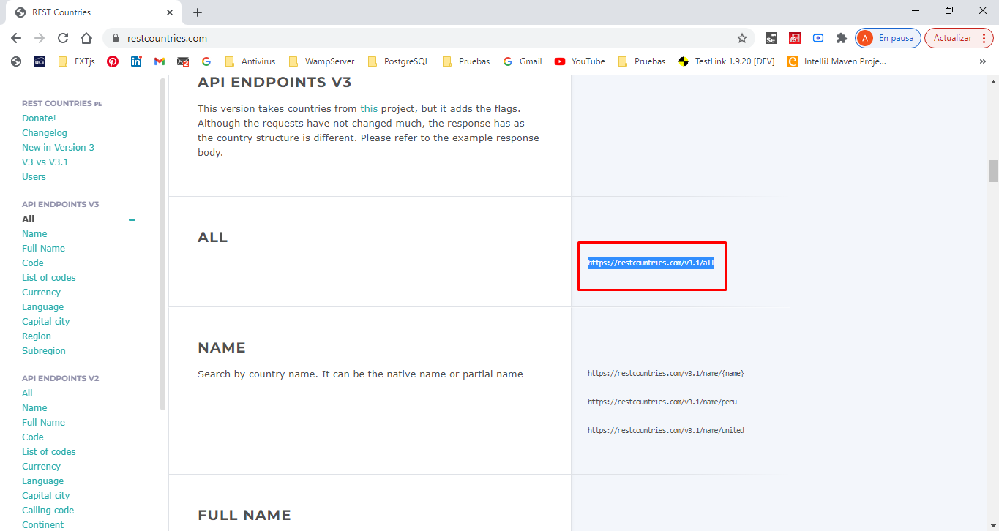 REST Countries
restcountries.com
Se
A
En pausa
Actualizar
UCI
EXTjs
Antivirus
WampServer
PostgreSQL
Pruebas
Gmail
YouTube
Pruebas
TestLink 1.9.20 [DEV]
IntelliJ Maven Proje...
»
REST COUNTRIES PE
Donate!
Changelog
New in Version 3
V3 vs V3.1
Users
API ENDPOINTS V3
All
Name
Full Name
Code
List of codes
Currency
Language
Capital city
Region
Subregion
API ENDPOINTS V2
All
Name
Full Name
Code
List of codes
Currency
Language
Capital city
Calling code
Continent
API ENDPOINTS V3
This version takes countries from this project, but it adds the flags.
Although the requests have not changed much, the response has as
the country structure is different. Please refer to the example response
body.
ALL
https://restcountries.com/v3.1/all
NAME
Search by country name. It can be the native name or partial name
https://restcountries.com/v3.1/name/{name}
https://restcountries.com/v3.1/name/peru
https://restcountries.com/v3.1/name/united
FULL NAME